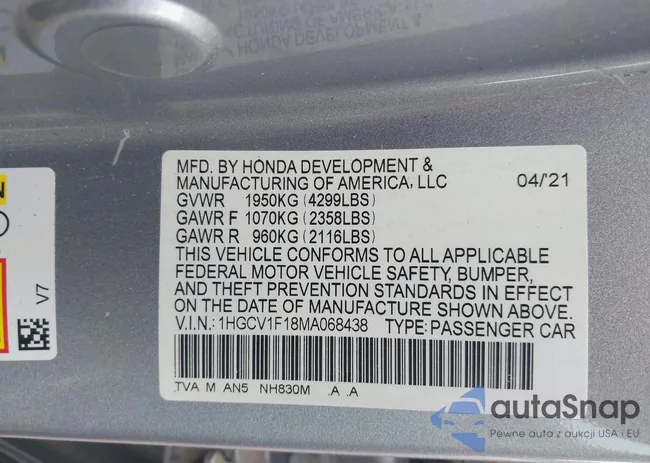 MFD. BY HONDA DEVELOPMENT &
MANUFACTURING OF AMERICA, LLC 04/'21
GVWR 1950KG (4299LBS)
GAWR F 1070KG (2358LBS)
GAWR R 960KG (2116LBS)
THIS VEHICLE CONFORMS TO ALL APPLICABLE
FEDERAL MOTOR VEHICLE SAFETY, BUMPER,
AND THEFT PREVENTION STANDARDS IN EFFECT
ON THE DATE OF MANUFACTURE SHOWN ABOVE.
V.I.N.: 1HGCV1F18MA068438 TYPE: PASSENGER CAR
TVA M AN5 NH830M .A .A
V7
autoSnap
Pewne auta z aukcji USA i EU